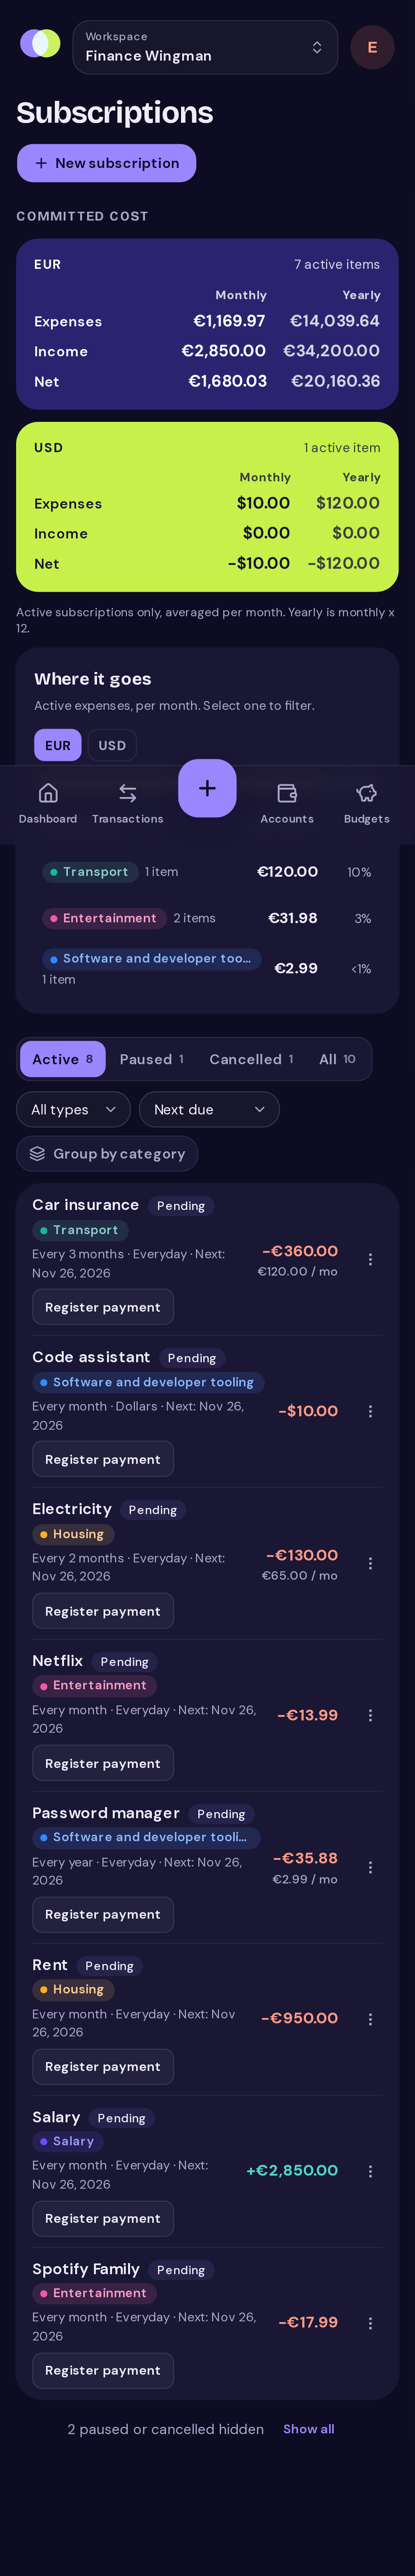 Workspace
Finance Wingman
E
Subscriptions
+ New subscription
COMMITTED COST
EUR 7 active items
Monthly Yearly
Expenses €1,169.97 €14,039.64
Income €2,850.00 €34,200.00
Net €1,680.03 €20,160.36
USD 1 active item
Monthly Yearly
Expenses $10.00 $120.00
Income $0.00 $0.00
Net -$10.00 -$120.00
Active subscriptions only, averaged per month. Yearly is monthly x
12.
Where it goes
Active expenses, per month. Select one to filter.
EUR USD
+
Dashboard Transactions Accounts Budgets
Transport 1 item €120.00 10%
Entertainment 2 items €31.98 3%
Software and developer too... €2.99 <1%
1 item
Active 8 Paused 1 Cancelled 1 All 10
All types Next due
Group by category
Car insurance Pending
Transport
Every 3 months · Everyday · Next:
Nov 26, 2026
-€360.00
€120.00 / mo
Register payment
Code assistant Pending
Software and developer tooling
Every month · Dollars · Next: Nov 26,
2026
-$10.00
Register payment
Electricity Pending
Housing
Every 2 months · Everyday · Next:
Nov 26, 2026
-€130.00
€65.00 / mo
Register payment
Netflix Pending
Entertainment
Every month · Everyday · Next: Nov 26,
2026
-€13.99
Register payment
Password manager Pending
Software and developer tooli...
Every year · Everyday · Next: Nov 26,
2026
-€35.88
€2.99 / mo
Register payment
Rent Pending
Housing
Every month · Everyday · Next: Nov
26, 2026
-€950.00
Register payment
Salary Pending
Salary
Every month · Everyday · Next:
Nov 26, 2026
+€2,850.00
Register payment
Spotify Family Pending
Entertainment
Every month · Everyday · Next: Nov 26,
2026
-€17.99
Register payment
2 paused or cancelled hidden Show all